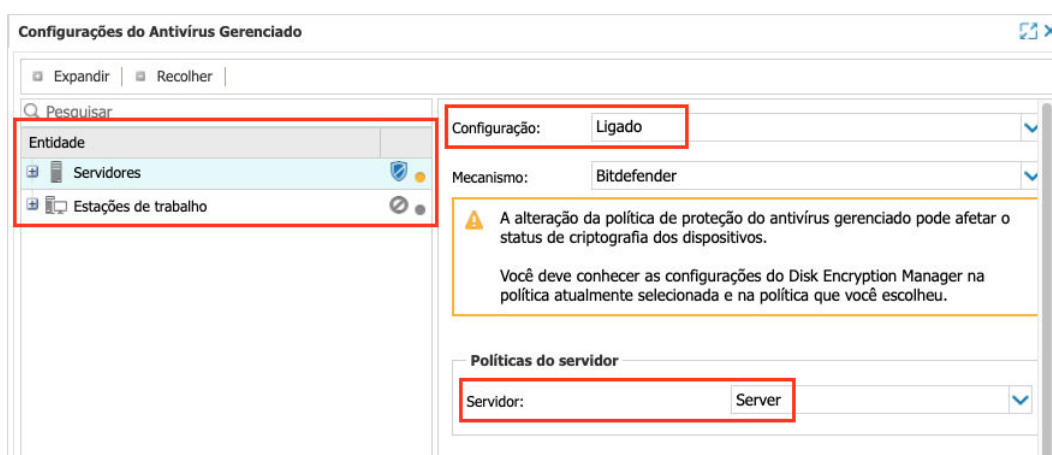 Configurações do Antivírus Gerenciado
Expandir
Recolher
Pesquisar
Entidade
Servidores
Estações de trabalho
Configuração:
Ligado
Mecanismo:
Bitdefender
A alteração da política de proteção do antivírus gerenciado pode afetar o
status de criptografia dos dispositivos.
Você deve conhecer as configurações do Disk Encryption Manager na
política atualmente selecionada e na política que você escolheu.
Políticas do servidor
Servidor:
Server